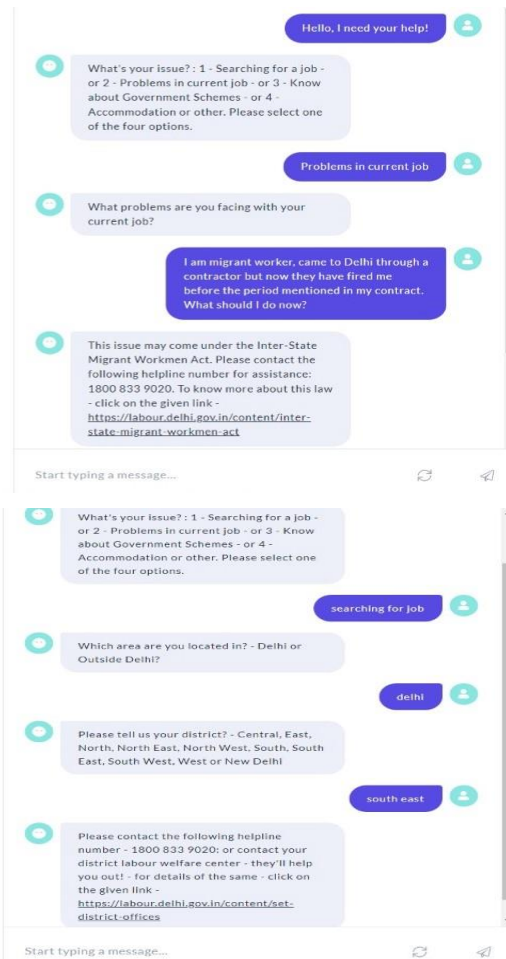 Hello, I need your help!
What's your issue? : 1 - Searching for a job -
or 2 - Problems in current job - or 3 - Know
about Government Schemes - or 4 -
Accommodation or other. Please select one
of the four options.
Problems in current job
What problems are you facing with your
current job?
I am migrant worker, came to Delhi through a
contractor but now they have fired me
before the period mentioned in my contract.
What should I do now?
This issue may come under the Inter-State
Migrant Workmen Act. Please contact the
following helpline number for assistance:
1800 833 9020. To know more about this law
- click on the given link -
https://labour.delhi.gov.in/content/inter-
state-migrant-workmen-act
Start typing a message...
What's your issue? : 1 - Searching for a job -
or 2 - Problems in current job - or 3 - Know
about Government Schemes - or 4 -
Accommodation or other. Please select one
of the four options.
searching for job
Which area are you located in? - Delhi or
Outside Delhi?
delhi
Please tell us your district? - Central, East,
North, North East, North West, South, South
East, South West, West or New Delhi
south east
Please contact the following helpline
number - 1800 833 9020: or contact your
district labour welfare center - they'll help
you out! - for details of the same - click on
the given link -
https://labour.delhi.gov.in/content/set-
district-offices
Start typing a message...